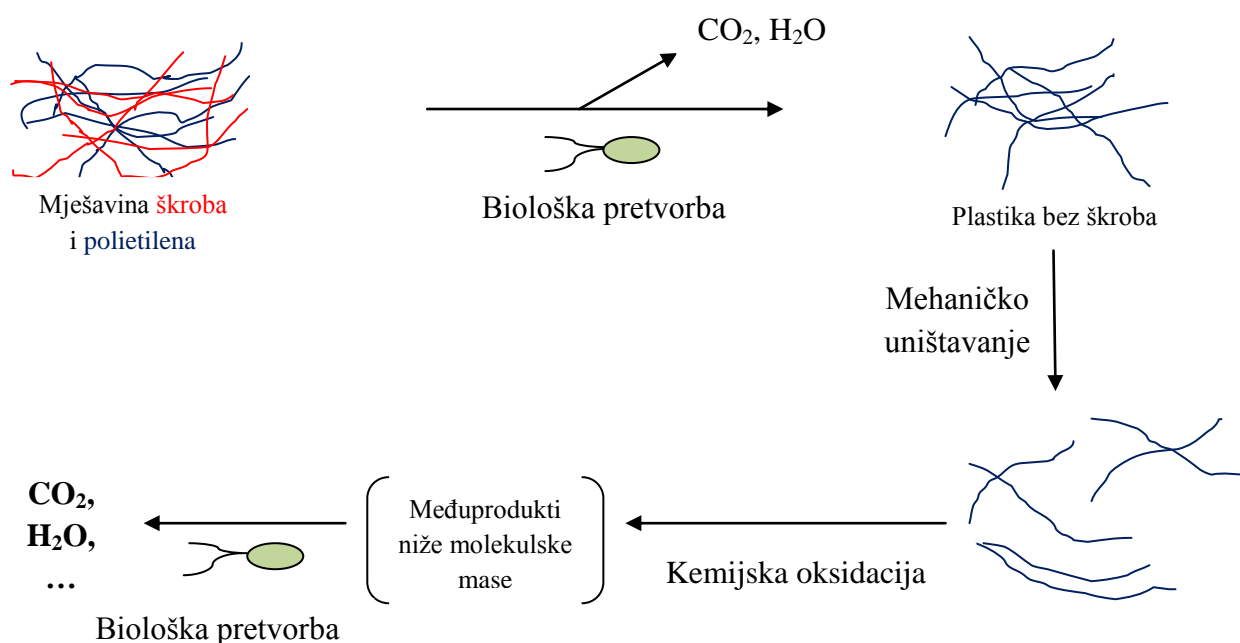 CO₂, H₂O
Mješavina škroba
i polietilena
Biološka pretvorba
Plastika bez škroba
Mehaničko
uništavanje
CO₂,
H₂O,
…
Međuprodukti
niže molekulske
mase
Kemijska oksidacija
Biološka pretvorba